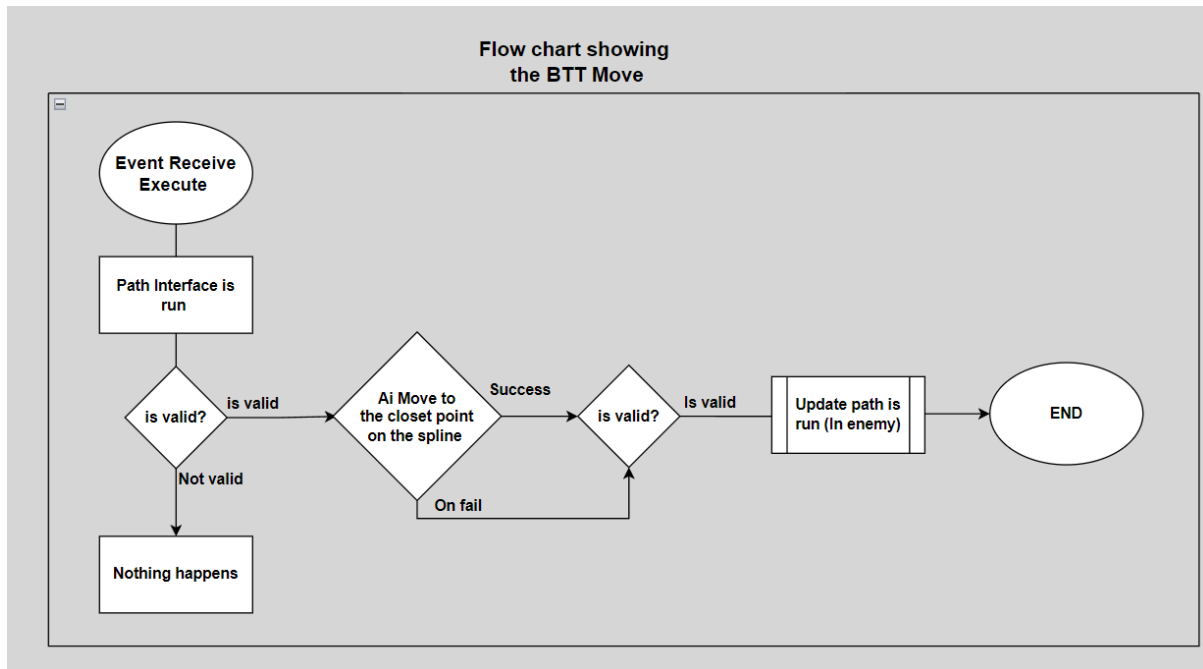 Flow chart showing
the BTT Move
Event Receive
Execute
Path Interface is
run
is valid?
is valid
Not valid
Nothing happens
Ai Move to
the closet point
on the spline
Success
On fail
is valid?
Is valid
Update path is
run (In enemy)
END